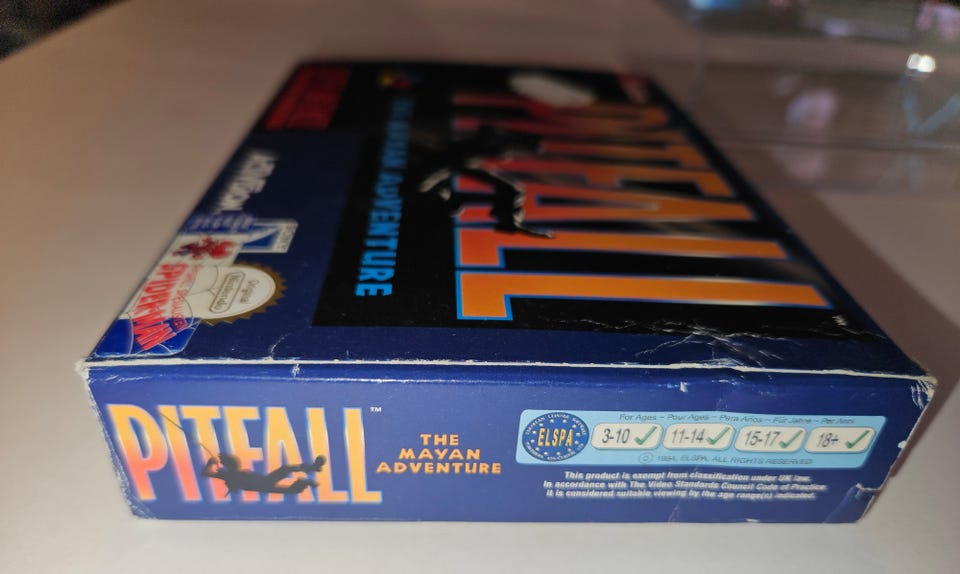 PITFALL
THE MAYAN ADVENTURE
ACTIVISION
Original
Nintendo
SPIDER-MAN
PITFALL™
THE
MAYAN
ADVENTURE
ELSPA
For Ages - Pour Ages - Para Años - Für Jahre - Per Anni
3-10 ✓ 11-14 ✓ 15-17 ✓ 18+ ✓
© 1994, ELSPA, ALL RIGHTS RESERVED
This product is exempt from classification under UK law.
In accordance with The Video Standards Council Code of Practice
it is considered suitable viewing by the age range(s) indicated.